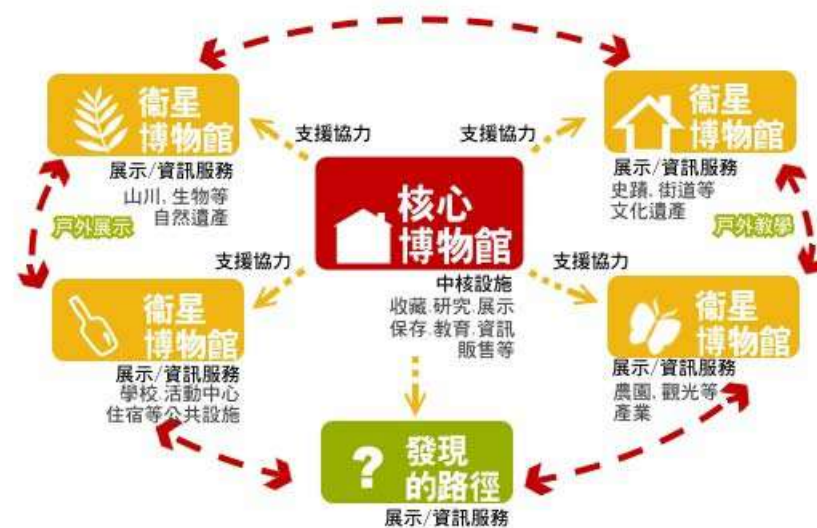 衞星
博物館
展示/資訊服務
山川.生物等
自然遺產
支援協力
支援協力
衞星
博物館
展示/資訊服務
史蹟.街道等
文化遺產
戶外展示
核心
博物館
中核設施
收藏.研究.展示
保存.教育.資訊
販售等
戶外教學
支援協力
支援協力
衞星
博物館
展示/資訊服務
學校.活動中心
住宿等公共設施
衞星
博物館
展示/資訊服務
農園.觀光等
產業
?
發現
的路徑
展示/資訊服務